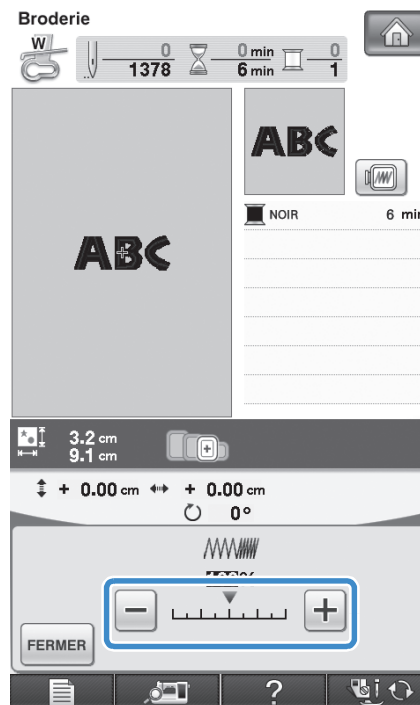 Broderie
W 0 0 min 0
1378 6 min 1
ABC
ABC
NOIR 6 min
3.2 cm
9.1 cm
+ 0.00 cm + 0.00 cm
0°
FERMER
?